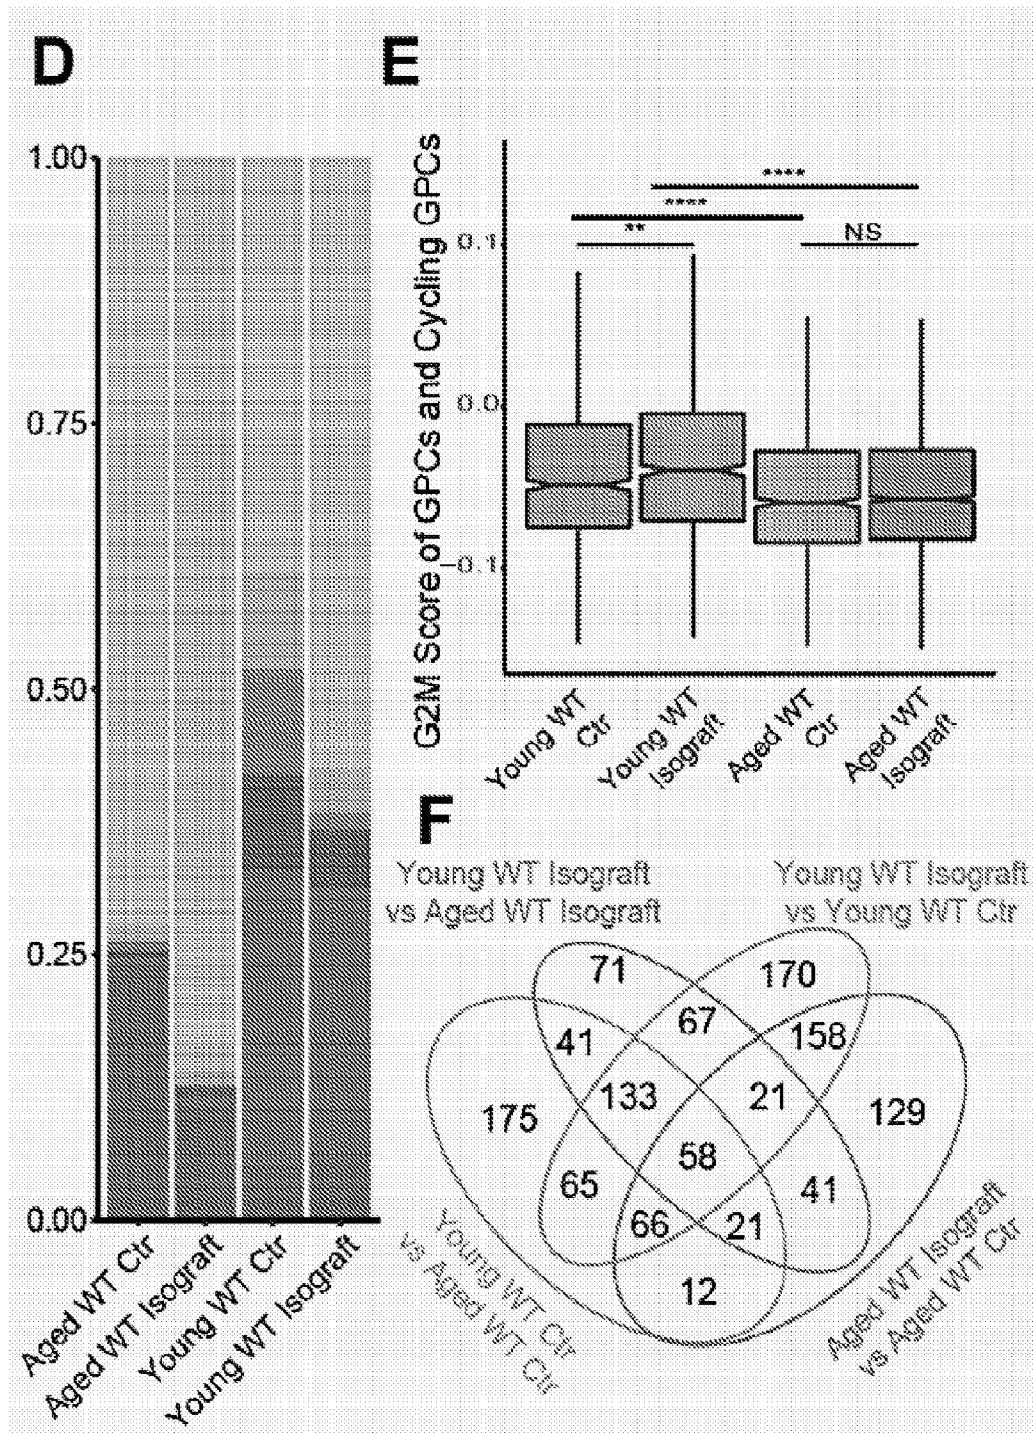 D
1.00
0.75
0.50
0.25
0.00
Aged WT Ctr
Aged WT Isograft
Young WT Ctr
Young WT Isograft
E
G2M Score of GPCs and Cycling GPCs
0.1
0.0
−0.1
****
****
**
NS
Young WT
Ctr
Young WT
Isograft
Aged WT
Ctr
Aged WT
Isograft
F
Young WT Isograft
vs Aged WT Isograft
Young WT Isograft
vs Young WT Ctr
71
170
67
41
158
133
21
175
129
58
65
41
66
21
12
Young WT Ctr
vs Aged WT Ctr
Aged WT Isograft
vs Aged WT Ctr